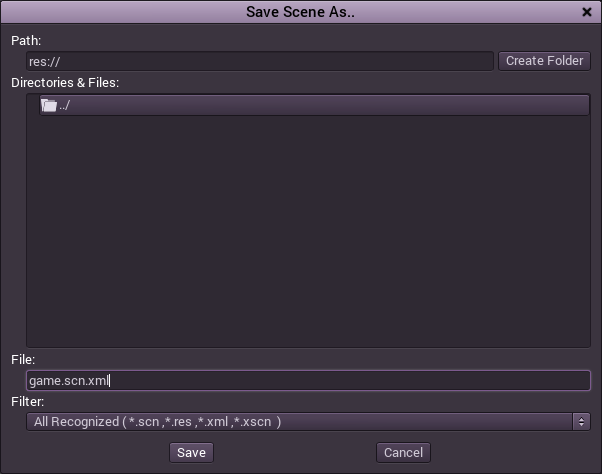 Save Scene As..
Path:
res://
Create Folder
Directories & Files:
../
File:
game.scn.xml
Filter:
All Recognized ( *.scn ,*.res ,*.xml ,*.xscn  )
Save
Cancel